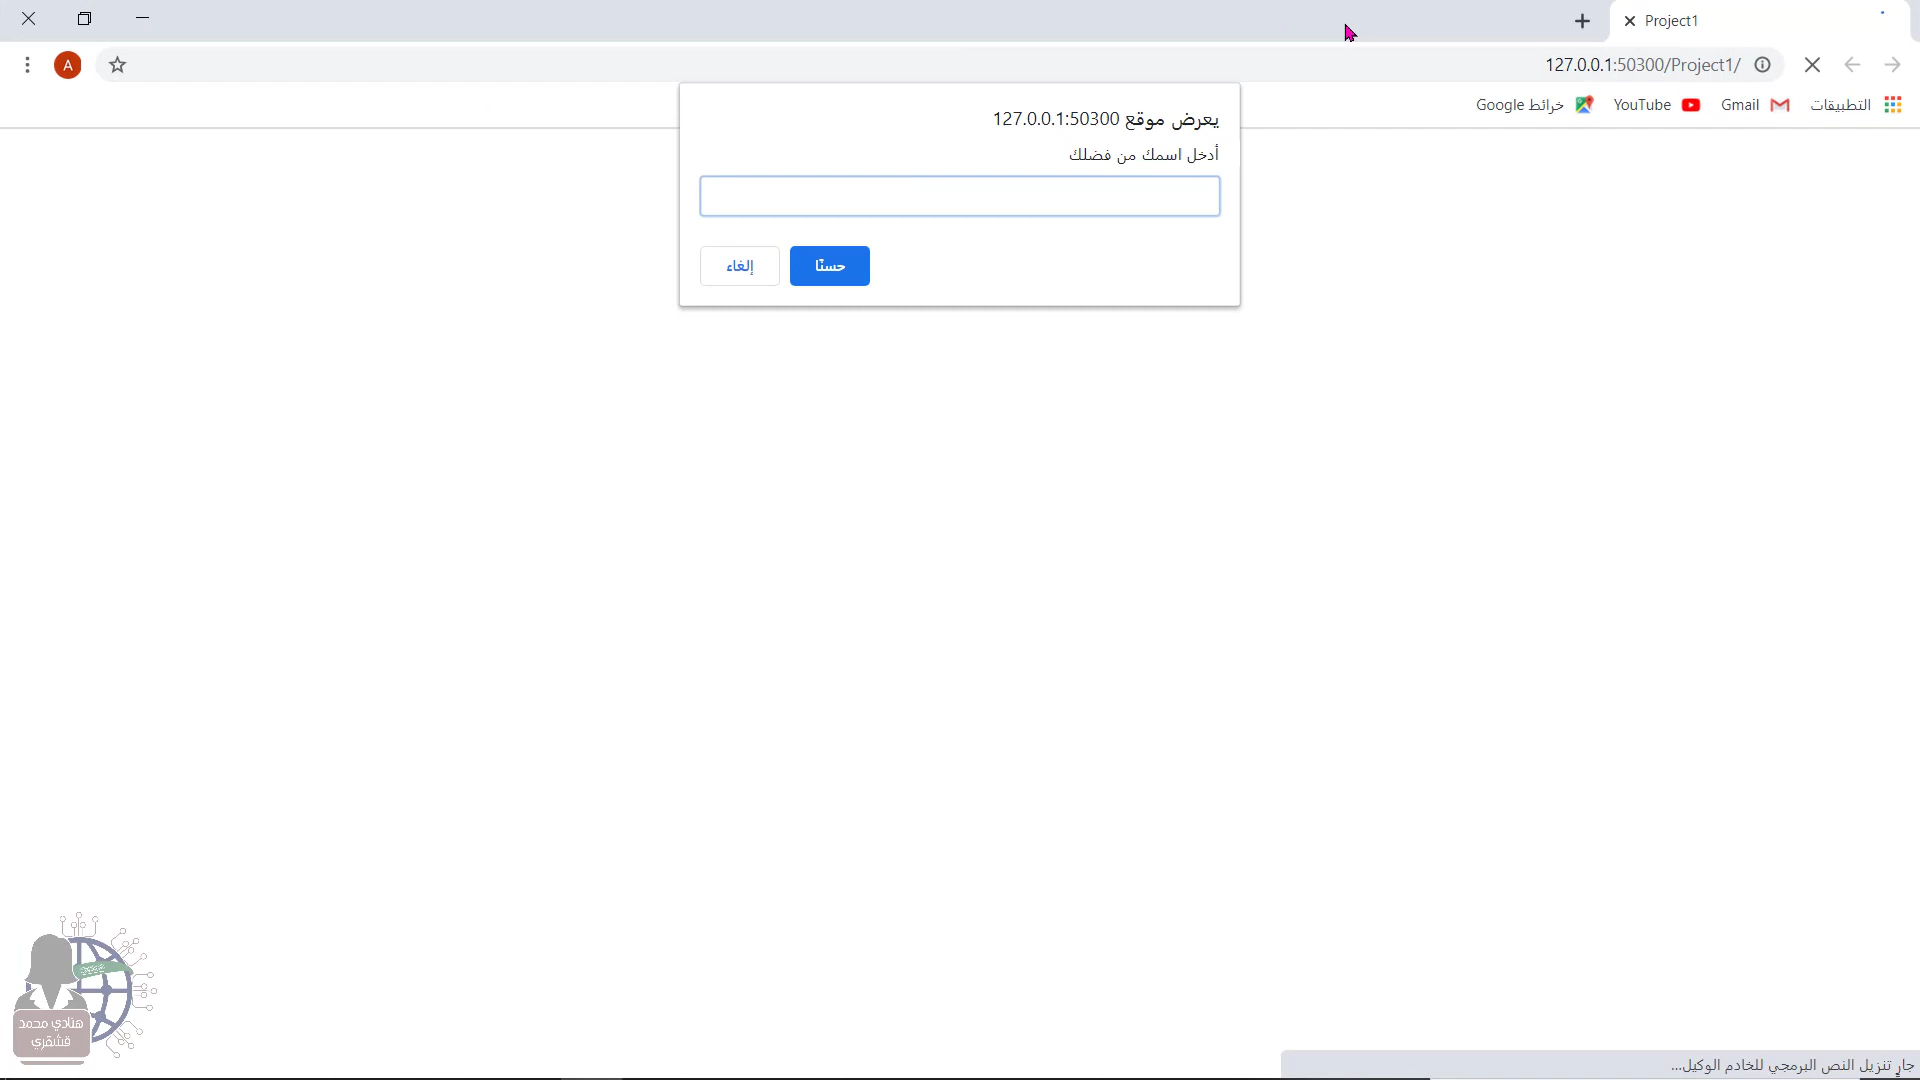 Project1
127.0.0.1:50300/Project1/
A
التطبيقات
Gmail
YouTube
خرائط Google
يعرض موقع 127.0.0.1:50300
أدخل اسمك من فضلك
حسنًا
إلغاء
هنادي محمد
قشقري
جارٍ تنزيل النص البرمجي للخادم الوكيل...